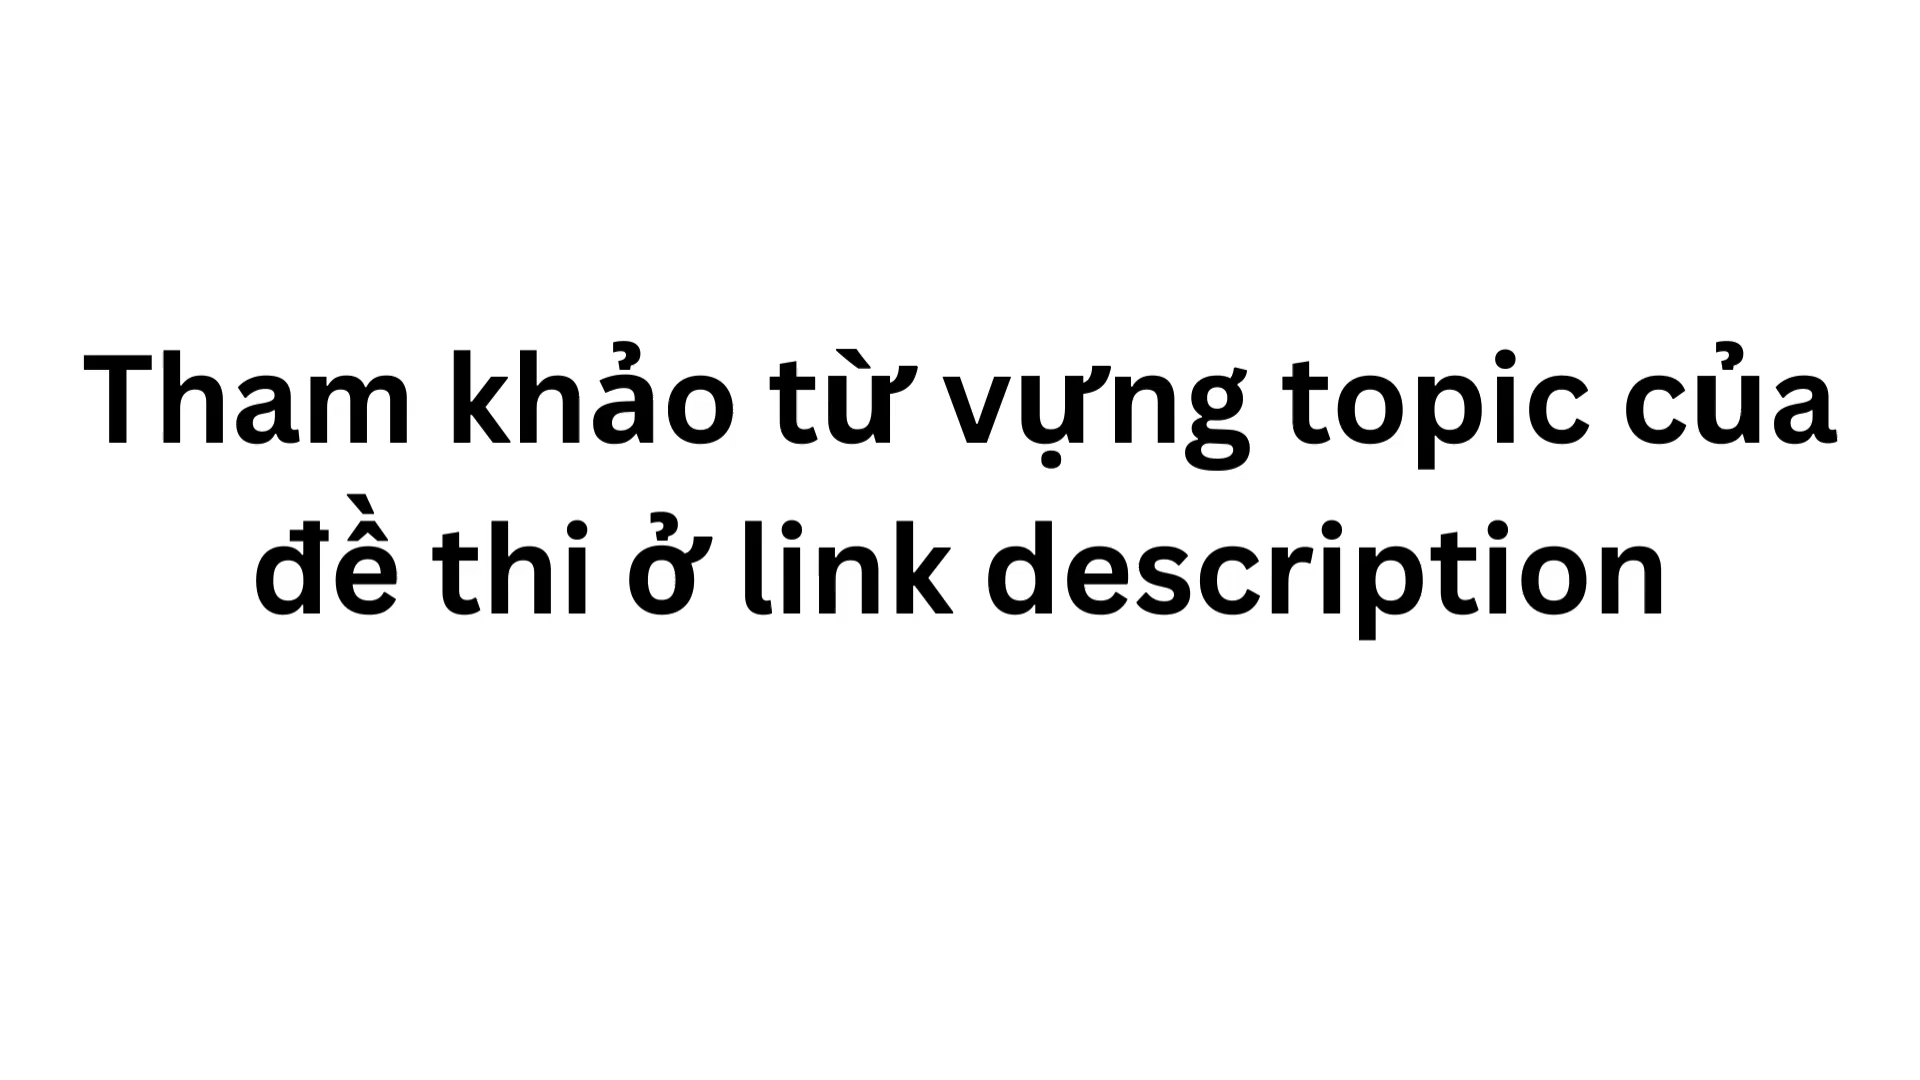 Tham khảo từ vựng topic của
đề thi ở link description